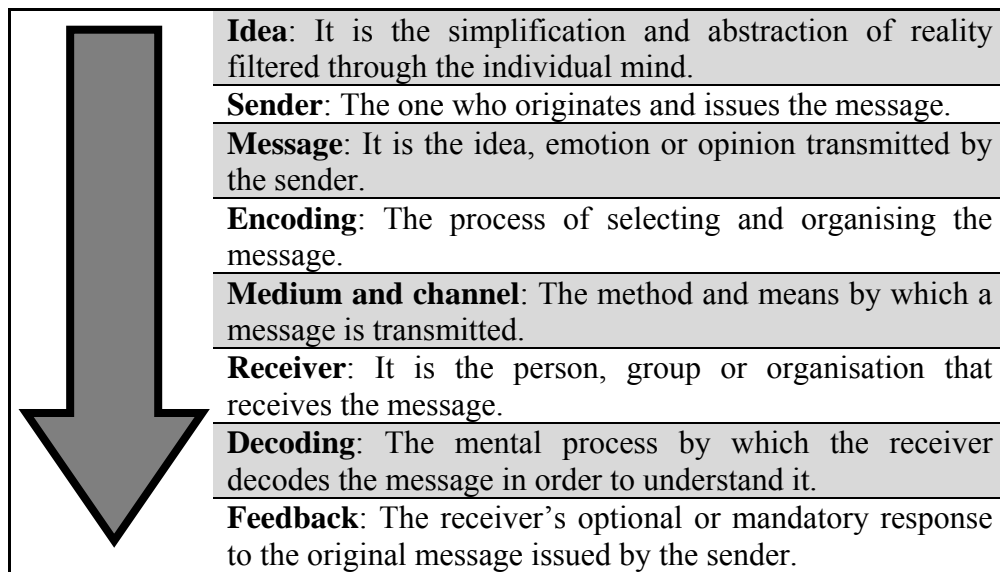 Idea: It is the simplification and abstraction of reality
filtered through the individual mind.
Sender: The one who originates and issues the message.
Message: It is the idea, emotion or opinion transmitted by
the sender.
Encoding: The process of selecting and organising the
message.
Medium and channel: The method and means by which a
message is transmitted.
Receiver: It is the person, group or organisation that
receives the message.
Decoding: The mental process by which the receiver
decodes the message in order to understand it.
Feedback: The receiver’s optional or mandatory response
to the original message issued by the sender.